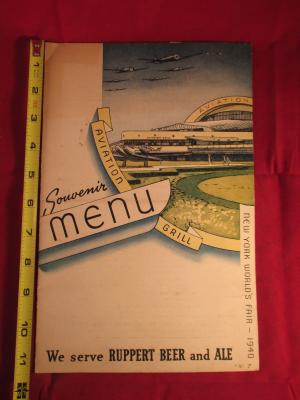 AVIATION
AVIATION
GRILL
Souvenir
MENU
NEW YORK WORLD'S FAIR - 1940
We serve RUPPERT BEER and ALE
1
2
3
4
5
6
7
8
9
10
11